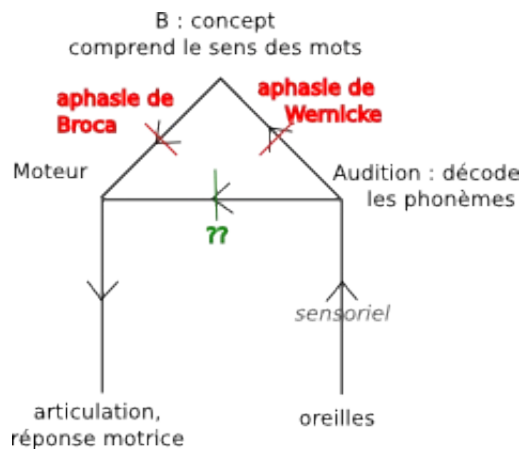 B : concept
comprend le sens des mots
aphasie de
Broca
aphasie de
Wernicke
Moteur
Audition : décode
les phonèmes
??
sensoriel
articulation,
réponse motrice
oreilles